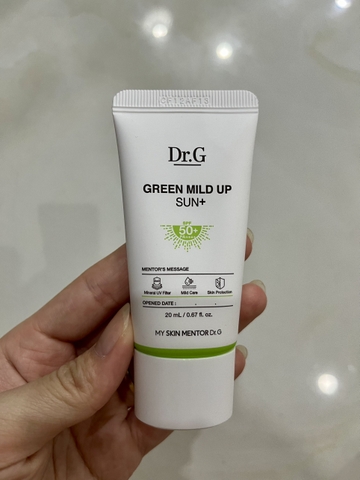 Dr.G
GREEN MILD UP
SUN+
SPF
50+
MENTOR'S MESSAGE
Mineral UV Filter Mild Care Skin Protection
OPENED DATE : . .
20 mL / 0.67 fl. oz.
MY SKIN MENTOR Dr.G